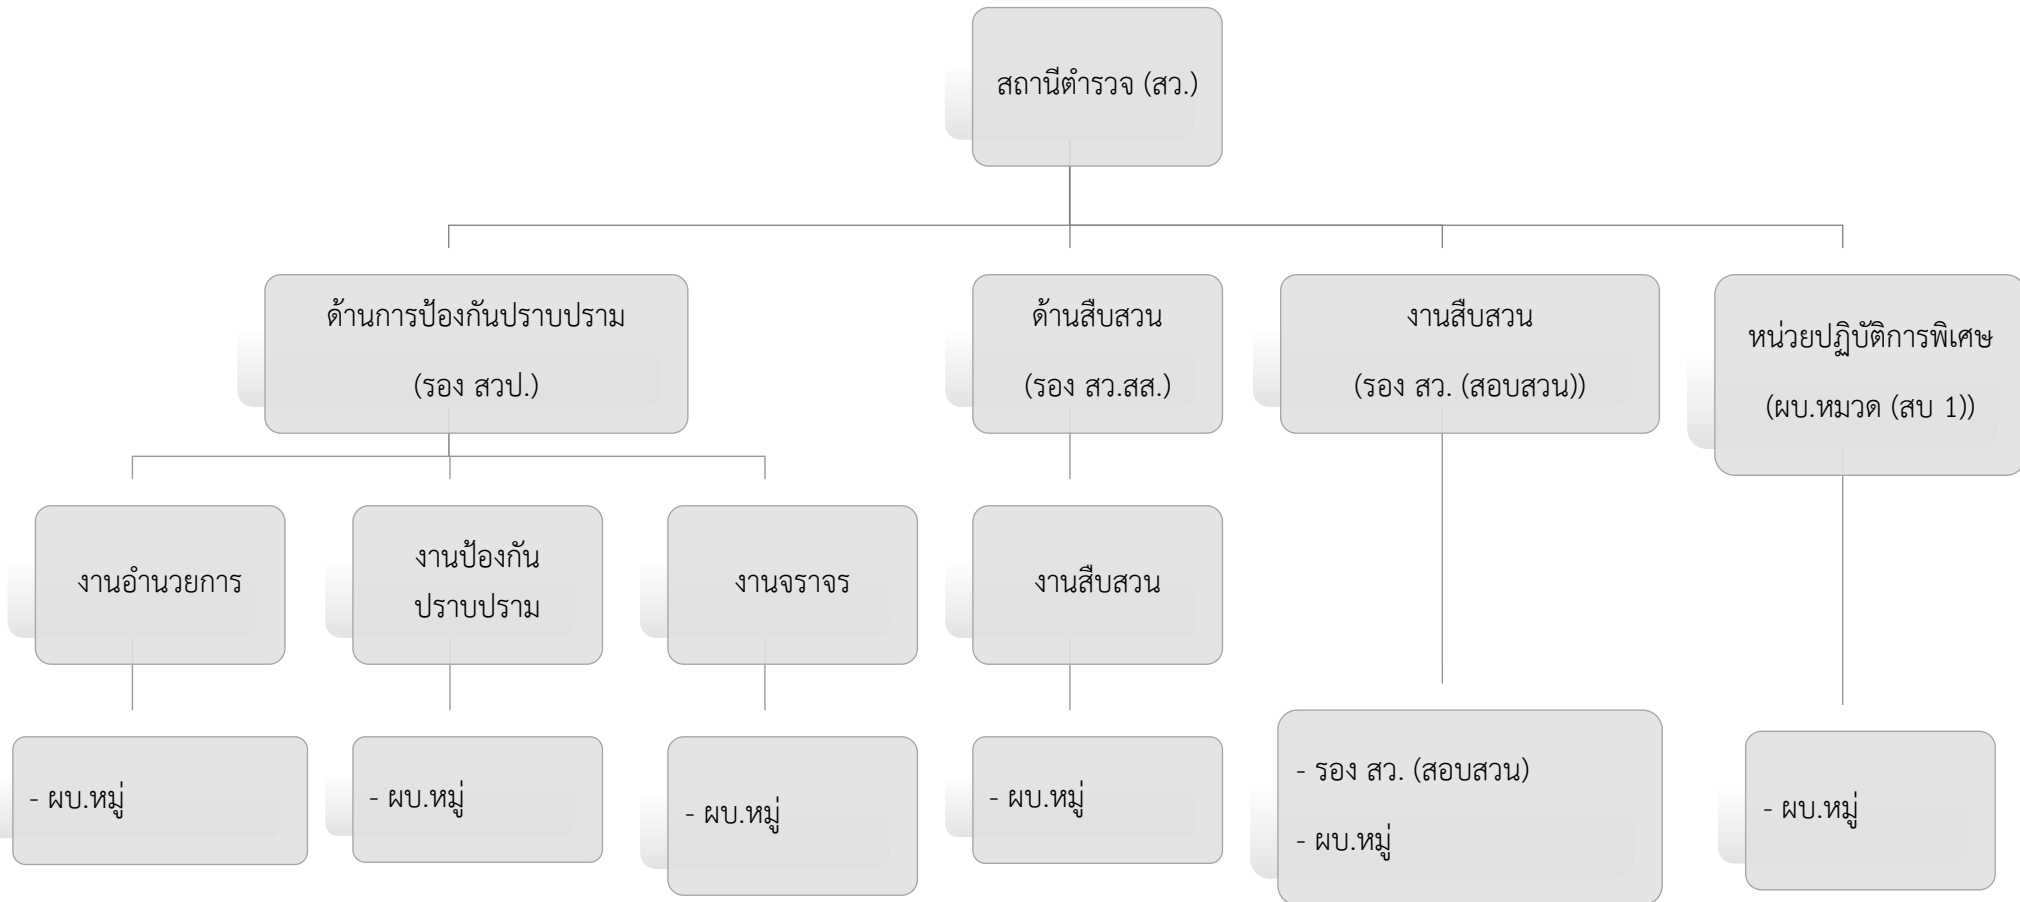 สถานีตำรวจ (สว.)
ด้านการป้องกันปราบปราม
(รอง สวป.)
ด้านสืบสวน
(รอง สว.สส.)
งานสืบสวน
(รอง สว. (สอบสวน))
หน่วยปฏิบัติการพิเศษ
(ผบ.หมวด (สบ 1))
งานอำนวยการ
งานป้องกัน
ปราบปราม
งานจราจร
งานสืบสวน
- ผบ.หมู่
- ผบ.หมู่
- ผบ.หมู่
- ผบ.หมู่
- รอง สว. (สอบสวน)
- ผบ.หมู่
- ผบ.หมู่